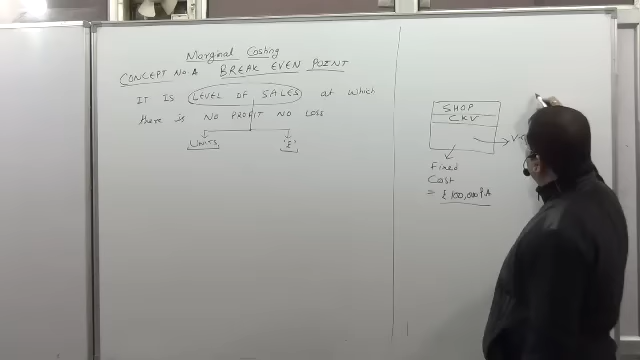 Marginal Costing
CONCEPT NO.4 BREAK EVEN POINT
IT IS LEVEL OF SALES at which
there is NO PROFIT NO LOSS
UNITS '£'
SHOP
CKV
Fixed
Cost
= £ 100,000 P.A